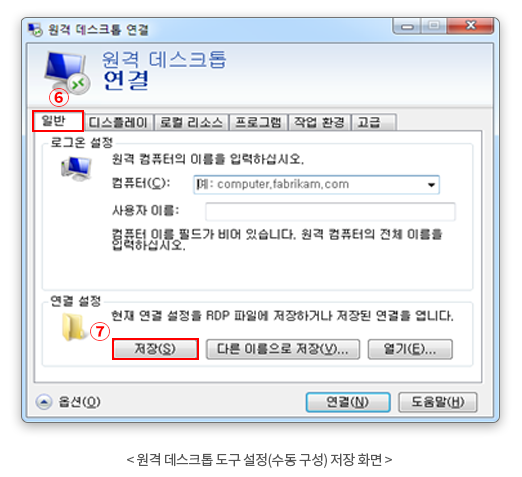 원격 데스크톱 연결
원격 데스크톱
연결
⑥
일반 디스플레이 로컬 리소스 프로그램 작업 환경 고급
로그온 설정
원격 컴퓨터의 이름을 입력하십시오.
컴퓨터(C): 예: computer.fabrikam.com
사용자 이름:
컴퓨터 이름 필드가 비어 있습니다. 원격 컴퓨터의 전체 이름을
입력하십시오.
연결 설정
현재 연결 설정을 RDP 파일에 저장하거나 저장된 연결을 엽니다.
⑦
저장(S) 다른 이름으로 저장(V)... 열기(E)...
옵션(O) 연결(N) 도움말(H)
< 원격 데스크톱 도구 설정(수동 구성) 저장 화면 >